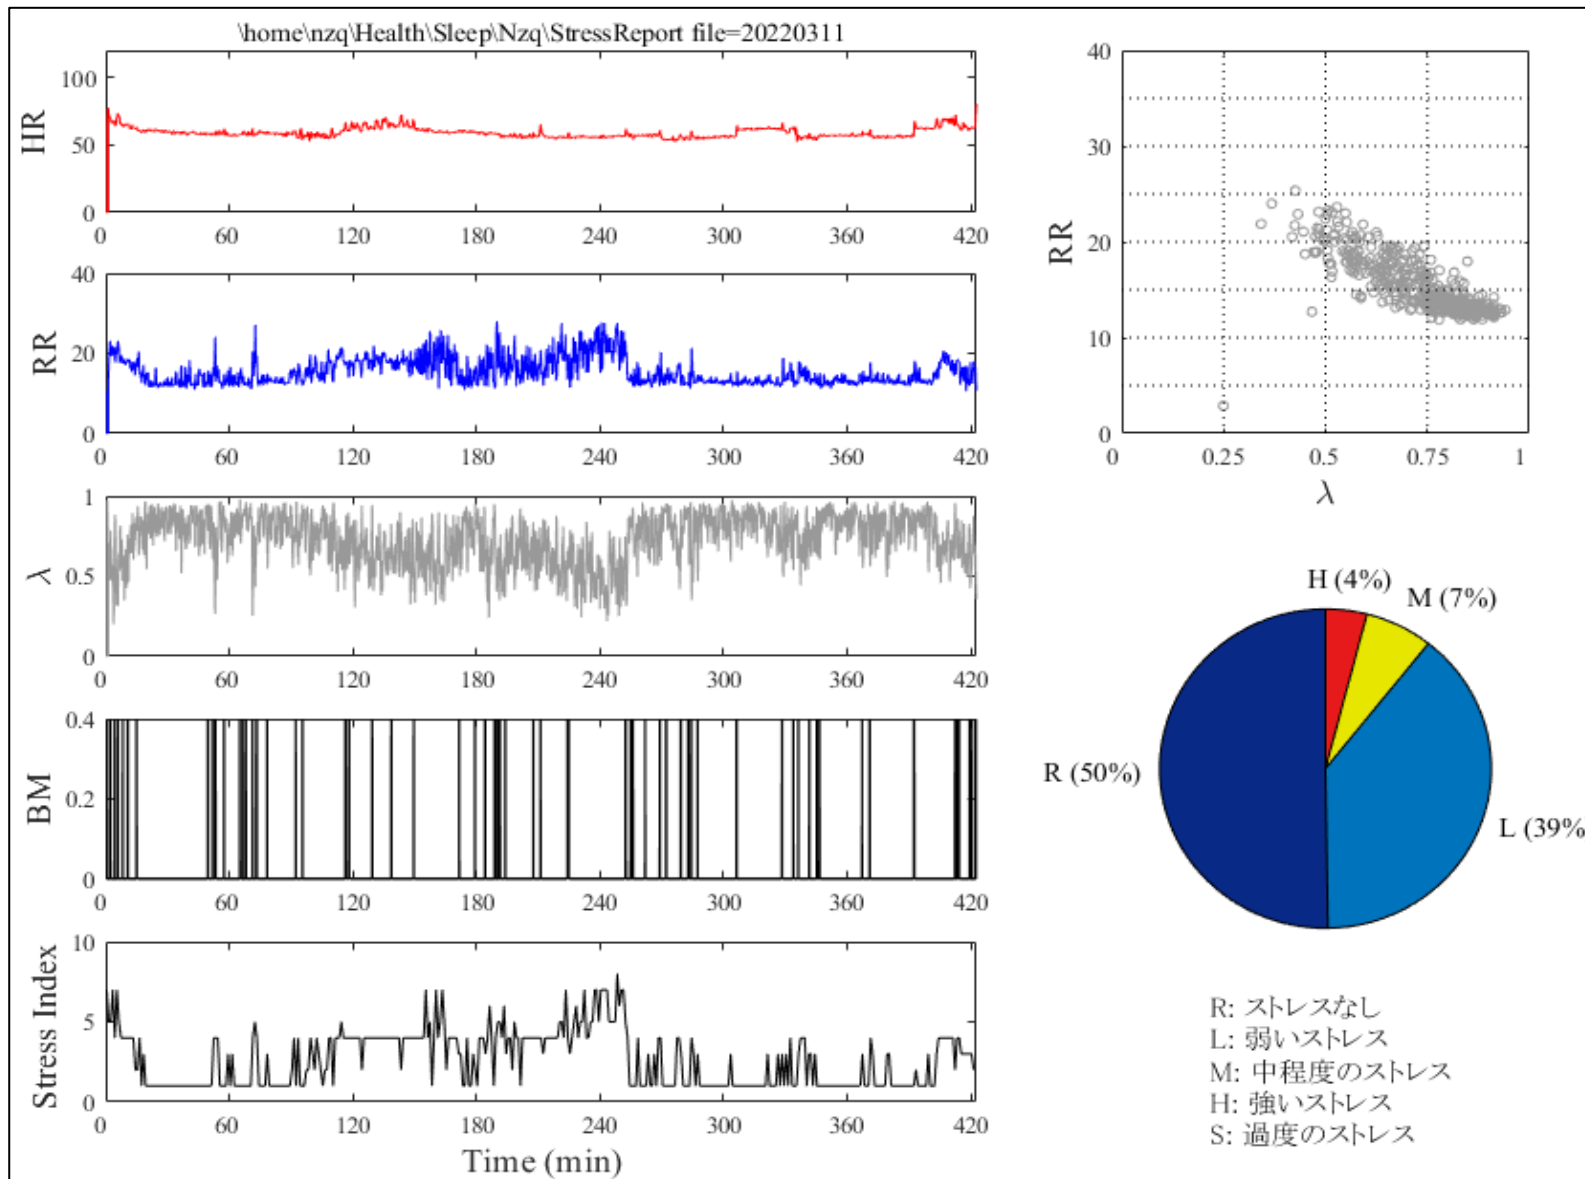 \home\nzq\Health\Sleep\Nzq\StressReport file=20220311
HR
100
50
0
0 60 120 180 240 300 360 420
RR
40
20
0
0 60 120 180 240 300 360 420
λ
1
0.5
0
0 60 120 180 240 300 360 420
BM
0.4
0.2
0
0 60 120 180 240 300 360 420
Stress Index
10
5
0
0 60 120 180 240 300 360 420
Time (min)
RR
40
30
20
10
0
0 0.25 0.5 0.75 1
λ
H (4%)
M (7%)
R (50%)
L (39%
R: ストレスなし
L: 弱いストレス
M: 中程度のストレス
H: 強いストレス
S: 過度のストレス